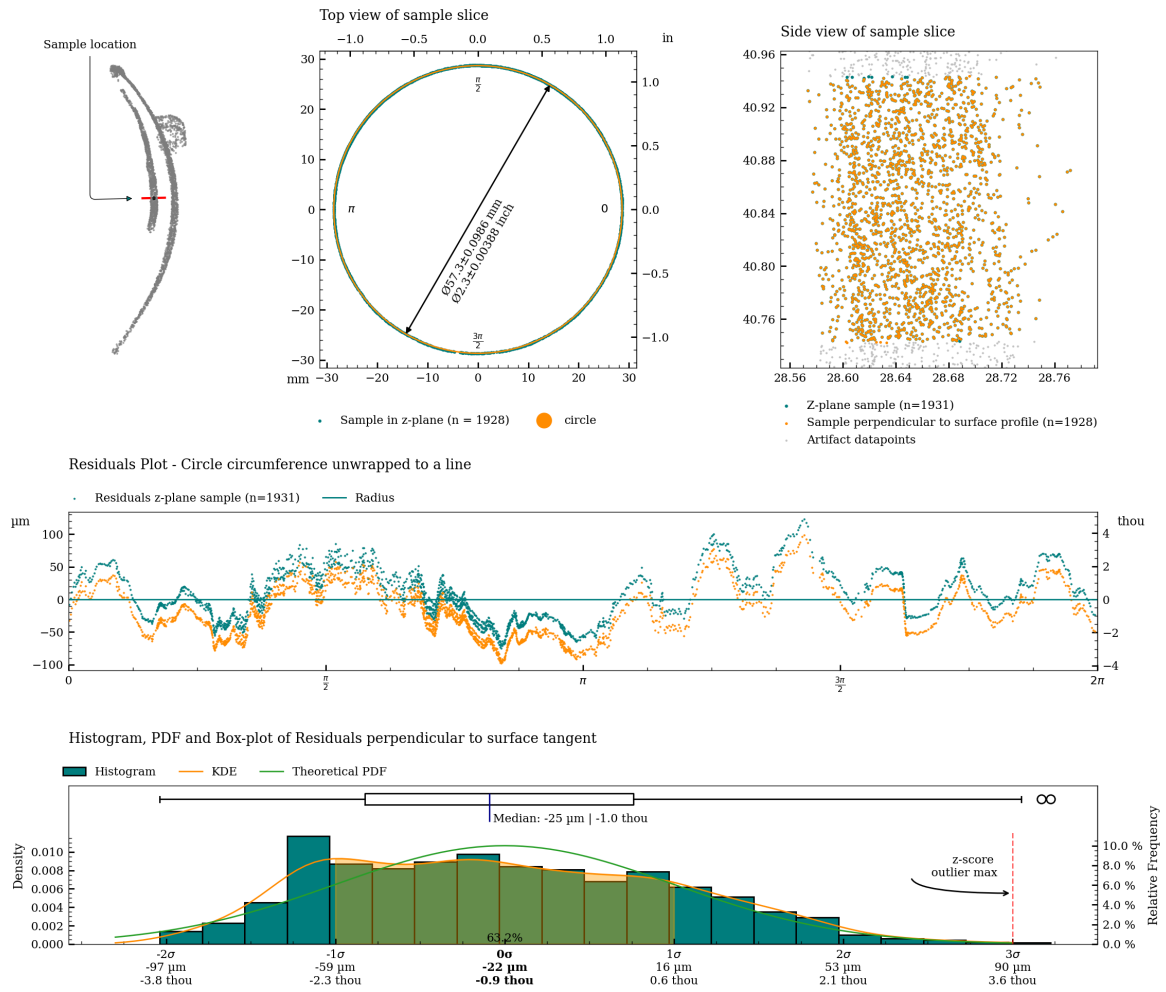 Sample location
Top view of sample slice
−1.0 −0.5 0.0 0.5 1.0 in
30
20
10
0
−10
−20
−30
mm
−30 −20 −10 0 10 20 30
1.0
0.5
0.0
−0.5
−1.0
π/2
π
0
3π/2
Ø57.3±0.0986 mm
Ø2.3±0.00388 inch
Sample in z-plane (n = 1928)
circle
Side view of sample slice
40.96
40.92
40.88
40.84
40.80
40.76
28.56 28.60 28.64 28.68 28.72 28.76
Z-plane sample (n=1931)
Sample perpendicular to surface profile (n=1928)
Artifact datapoints
Residuals Plot - Circle circumference unwrapped to a line
Residuals z-plane sample (n=1931)
Radius
µm
thou
100
50
0
−50
−100
4
2
0
−2
−4
0 π/2 π 3π/2 2π
Histogram, PDF and Box-plot of Residuals perpendicular to surface tangent
Histogram
KDE
Theoretical PDF
Median: -25 µm | -1.0 thou
z-score
outlier max
Density
0.010
0.008
0.006
0.004
0.002
0.000
Relative Frequency
10.0 %
8.0 %
6.0 %
4.0 %
2.0 %
0.0 %
63.2%
-2σ -1σ 0σ 1σ 2σ 3σ
-97 µm -59 µm -22 µm 16 µm 53 µm 90 µm
-3.8 thou -2.3 thou -0.9 thou 0.6 thou 2.1 thou 3.6 thou